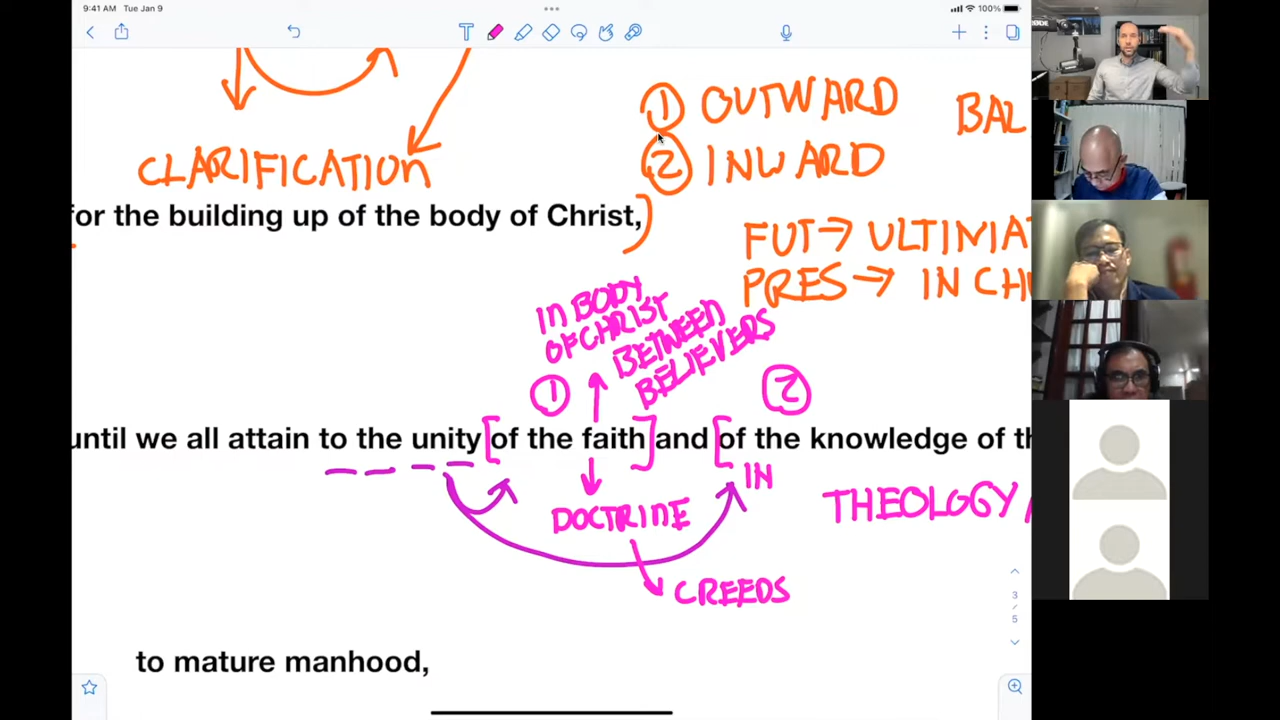 9:41 AM Tue Jan 9
100%
T
① OUTWARD
BAL
② INWARD
CLARIFICATION
for the building up of the body of Christ,
FUT → ULTIMIAT
PRES → IN CH
IN BODY
OF CHRIST
BETWEEN
BELIEVERS
① ②
until we all attain to the unity [of the faith] and [of the knowledge of th
IN
DOCTRINE
THEOLOGY /
CREEDS
3
/
5
to mature manhood,